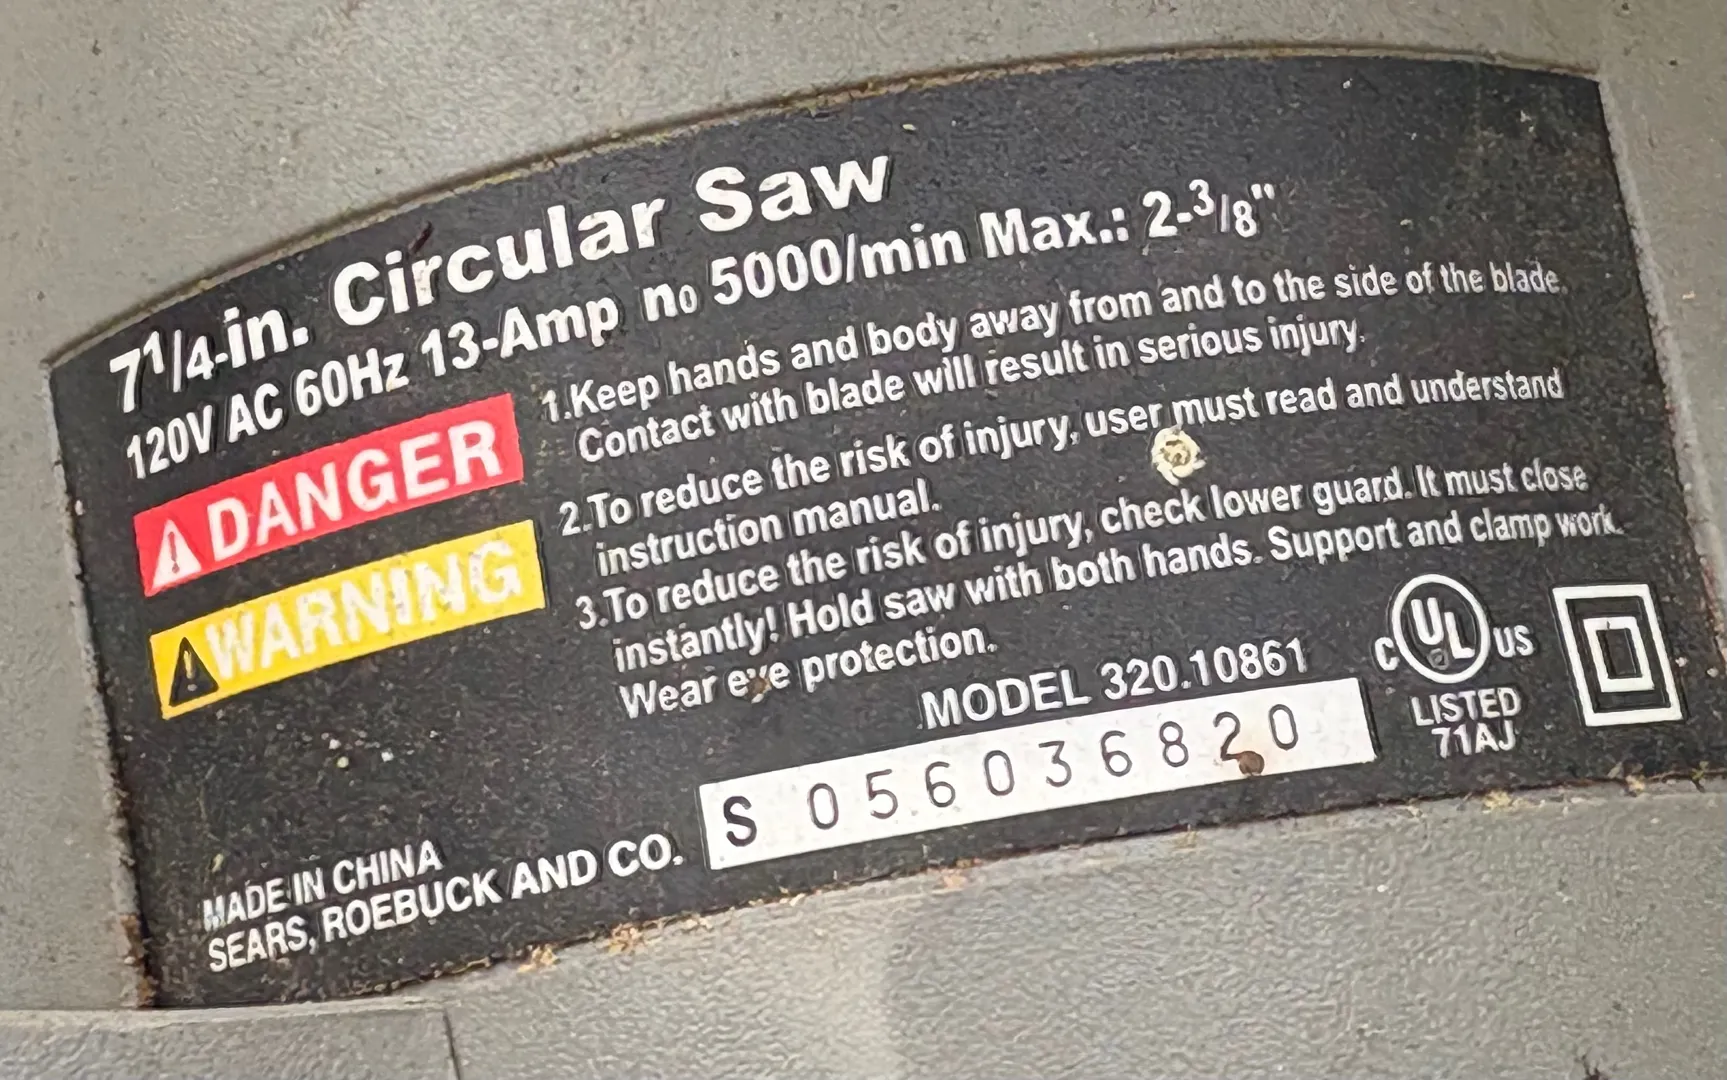 7 1/4-in. Circular Saw
120V AC 60Hz 13-Amp n0 5000/min Max.: 2-3/8"
DANGER
WARNING
1.Keep hands and body away from and to the side of the blade.
Contact with blade will result in serious injury.
2.To reduce the risk of injury, user must read and understand
instruction manual.
3.To reduce the risk of injury, check lower guard. It must close
instantly! Hold saw with both hands. Support and clamp work.
Wear eye protection.
MODEL 320.10861
S 056036820
C UL US
LISTED
71AJ
MADE IN CHINA
SEARS, ROEBUCK AND CO.